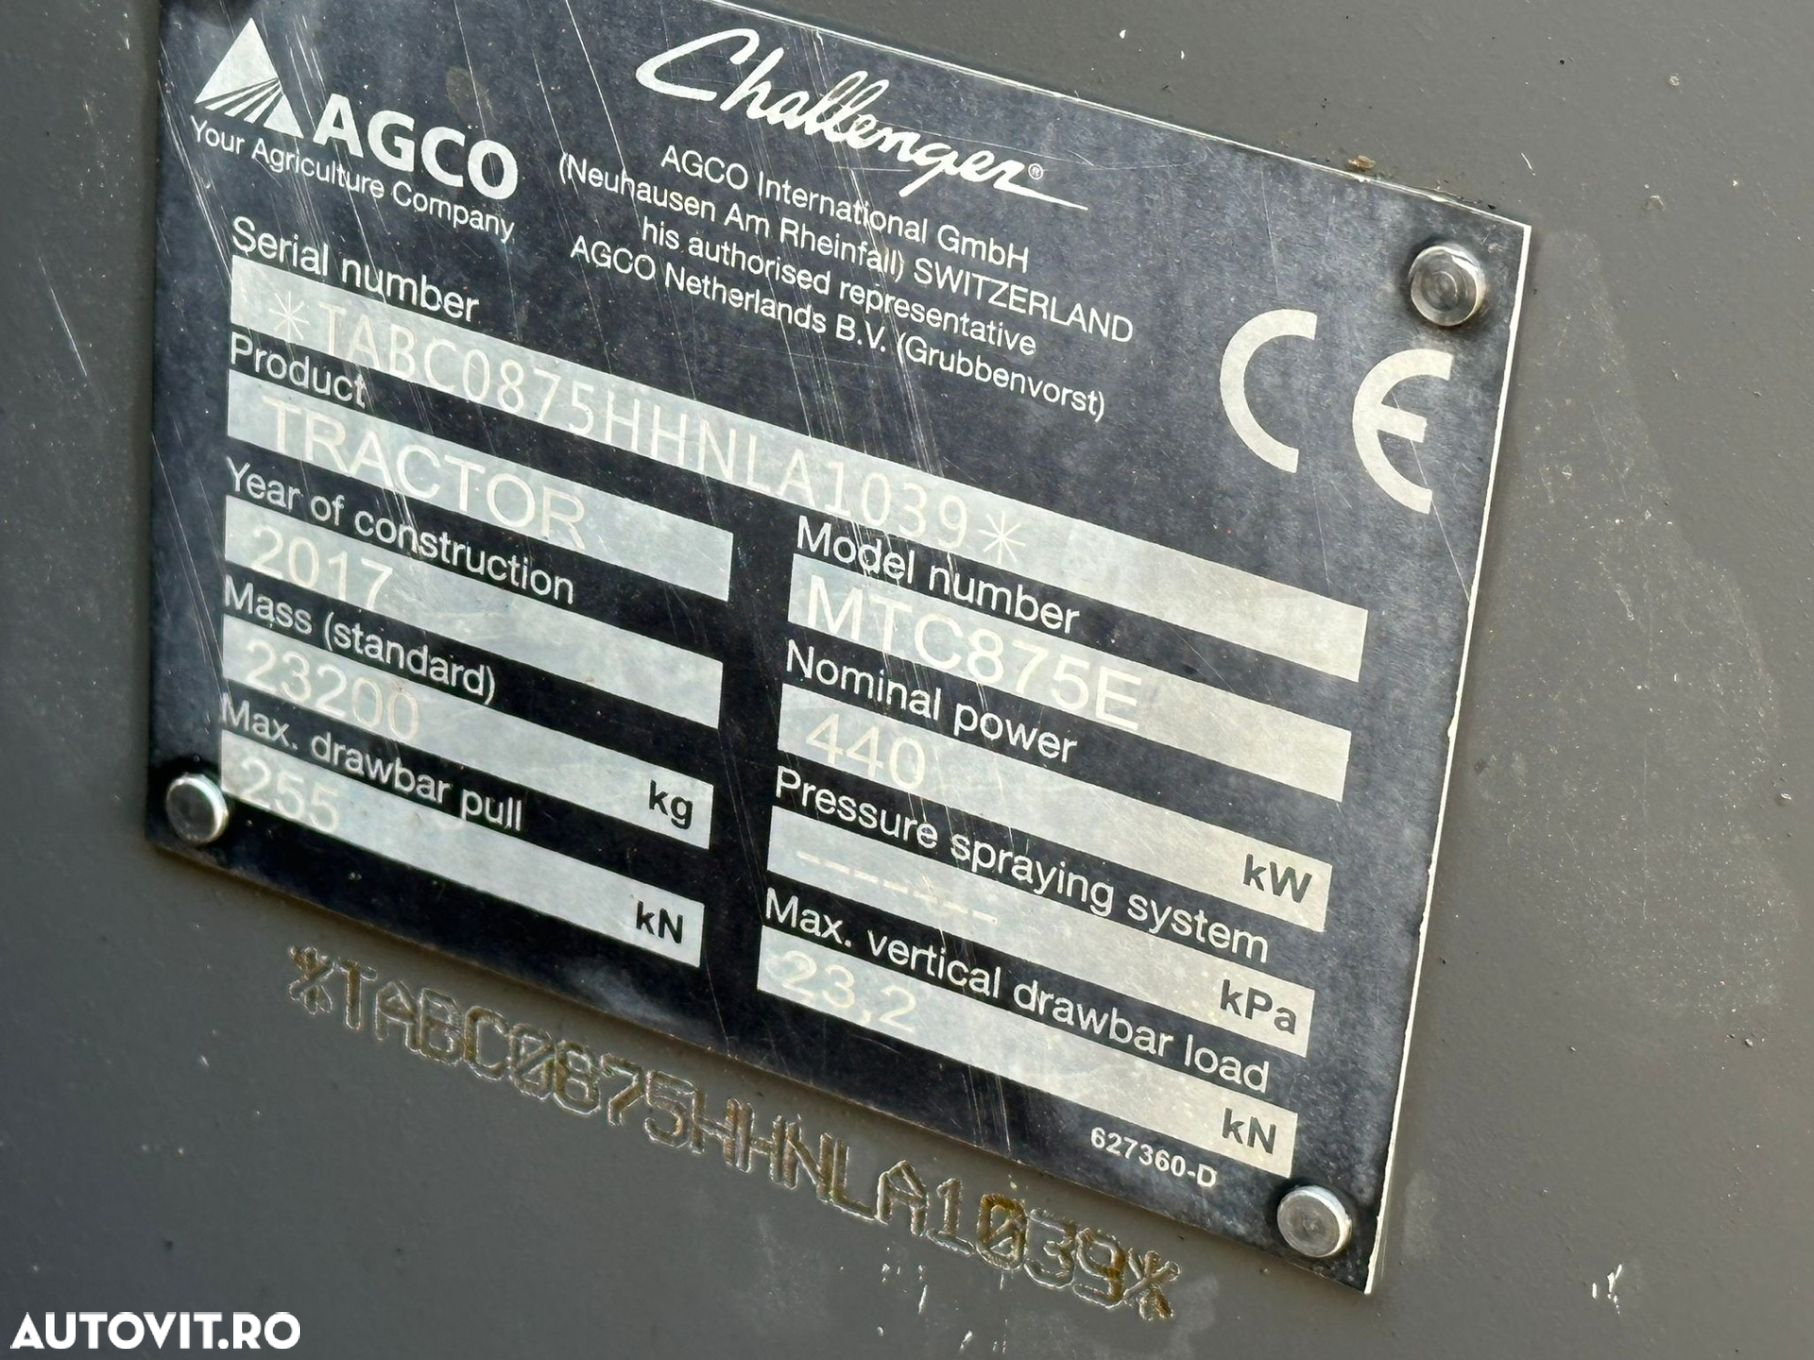 AGCO
Your Agriculture Company
Challenger®
AGCO International GmbH
(Neuhausen Am Rheinfall) SWITZERLAND
his authorised representative
AGCO Netherlands B.V. (Grubbenvorst)
CE
Serial number
*TABC0875HHNLA1039*
Product
TRACTOR
Model number
MTC875E
Year of construction
2017
Nominal power
440 kW
Mass (standard)
23200 kg
Pressure spraying system
------ kPa
Max. drawbar pull
255 kN
Max. vertical drawbar load
23,2 kN
627360-D
*TABC0875HHNLA1039*
AUTOVIT.RO